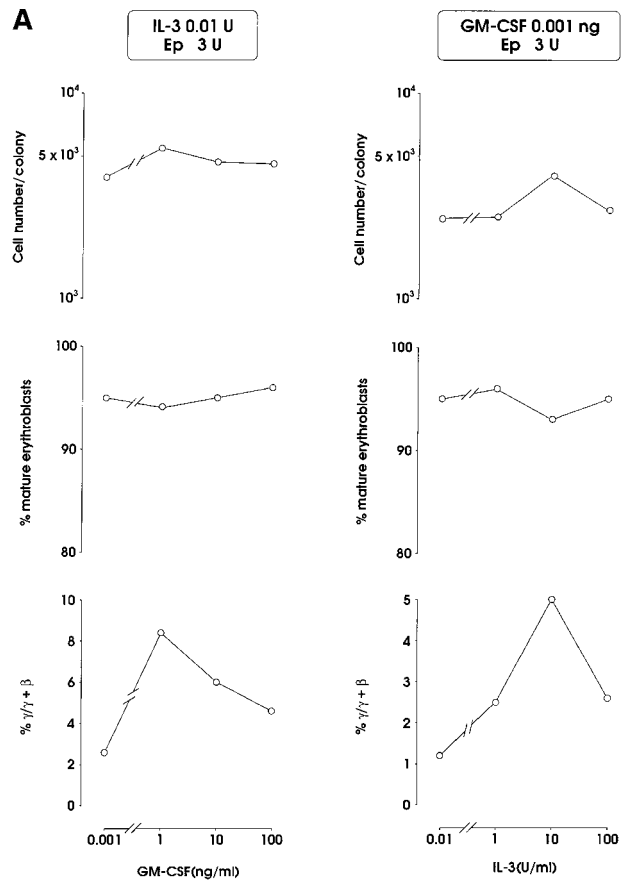 A
IL-3 0.01 U
Ep 3 U
GM-CSF 0.001 ng
Ep 3 U
Cell number/ colony
10⁴
5 x 10³
10³
Cell number/ colony
10⁴
5 x 10³
10³
% mature erythroblasts
100
90
80
% mature erythroblasts
100
90
80
% γ/γ + β
10
8
6
4
2
0
0.001
1
10
100
GM-CSF(ng/ml)
% γ/γ + β
5
4
3
2
1
0
0.01
1
10
100
IL-3(U/ml)